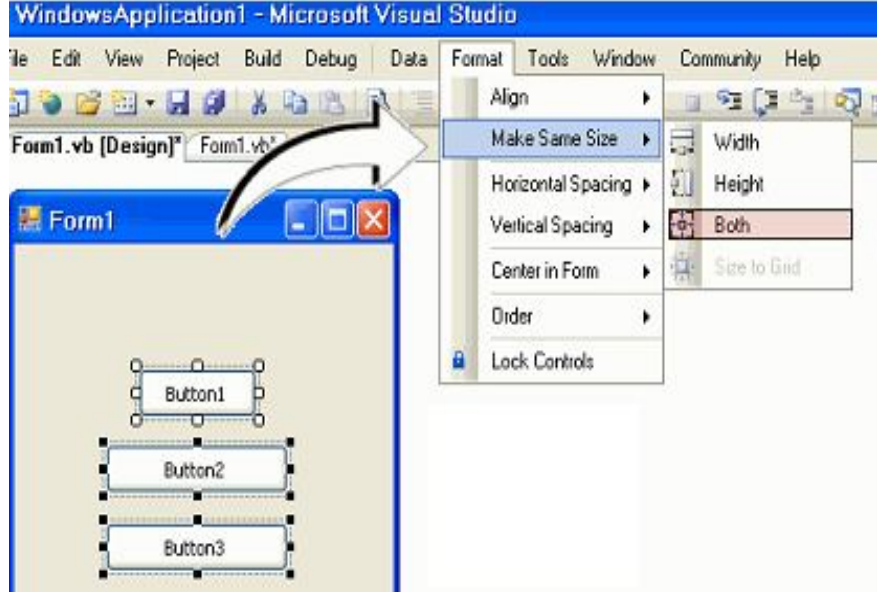 WindowsApplication1 - Microsoft Visual Studio
ile Edit View Project Build Debug Data Format Tools Window Community Help
Form1.vb [Design]* Form1.vb*
Align
Make Same Size
Horizontal Spacing
Vertical Spacing
Center in Form
Order
Lock Controls
Width
Height
Both
Size to Grid
Form1
Button1
Button2
Button3